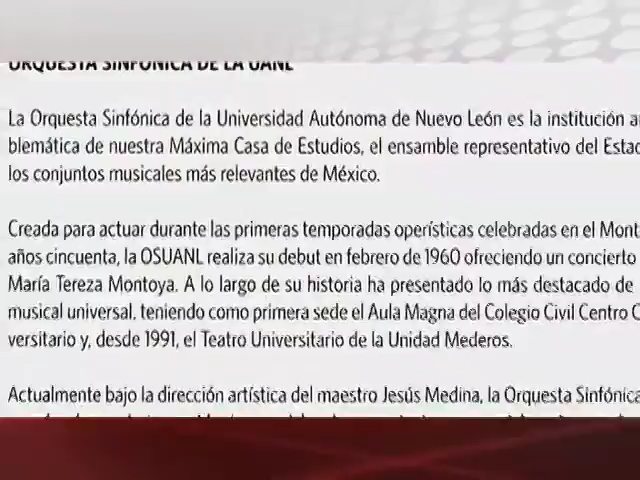 ORQUESTA SINFÓNICA DE LA UANL
La Orquesta Sinfónica de la Universidad Autónoma de Nuevo León es la institución
blemática de nuestra Máxima Casa de Estudios, el ensamble representativo del
los conjuntos musicales más relevantes de México.
Creada para actuar durante las primeras temporadas operísticas celebradas en el
años cincuenta, la OSUANL realiza su debut en febrero de 1960 ofreciendo un concierto
María Tereza Montoya. A lo largo de su historia ha presentado lo más destacado de
musical universal, teniendo como primera sede el Aula Magna del Colegio Civil Centro
versitario y, desde 1991, el Teatro Universitario de la Unidad Mederos.
Actualmente bajo la dirección artística del maestro Jesús Medina, la Orquesta Sinfónica